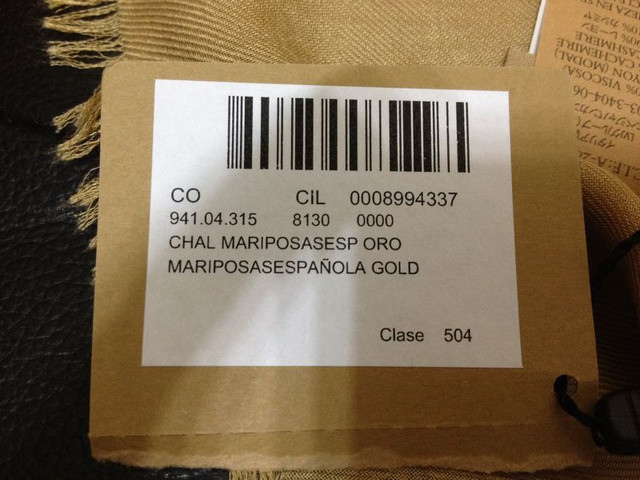 CO CIL 0008994337
941.04.315 8130 0000
CHAL MARIPOSASESP ORO
MARIPOSASESPAÑOLA GOLD
Clase 504